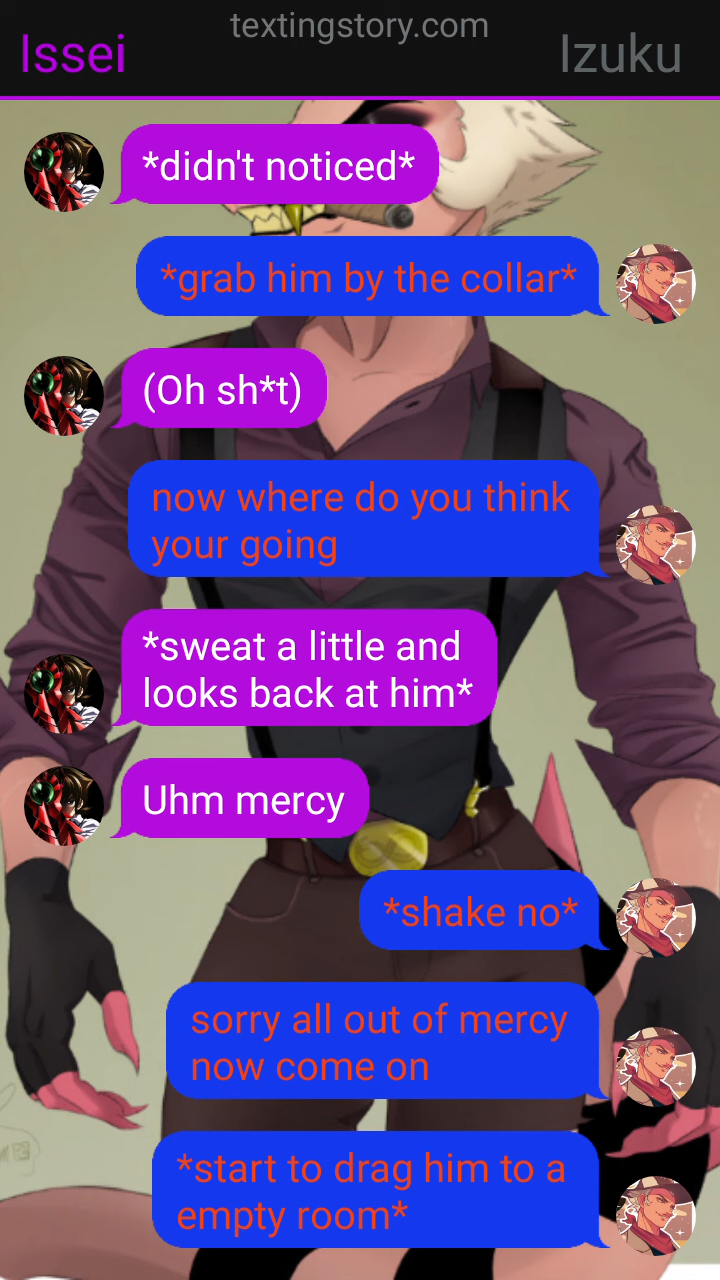 textingstory.com
Issei
Izuku
*didn't noticed*
*grab him by the collar*
(Oh sh*t)
now where do you think
your going
*sweat a little and
looks back at him*
Uhm mercy
*shake no*
sorry all out of mercy
now come on
*start to drag him to a
empty room*